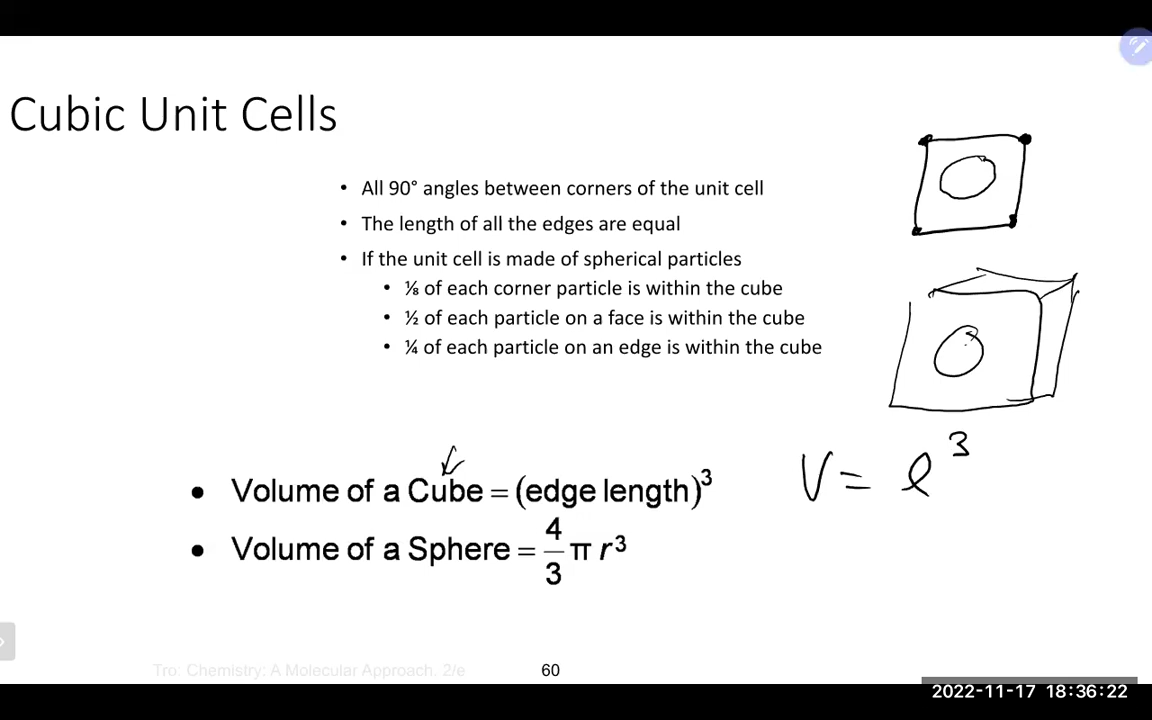 Cubic Unit Cells
• All 90° angles between corners of the unit cell
• The length of all the edges are equal
• If the unit cell is made of spherical particles
• ⅛ of each corner particle is within the cube
• ½ of each particle on a face is within the cube
• ¼ of each particle on an edge is within the cube
• Volume of a Cube = (edge length)³
V = l³
• Volume of a Sphere = 4/3 π r³
Tro: Chemistry: A Molecular Approach, 2/e
60
2022-11-17 18:36:22